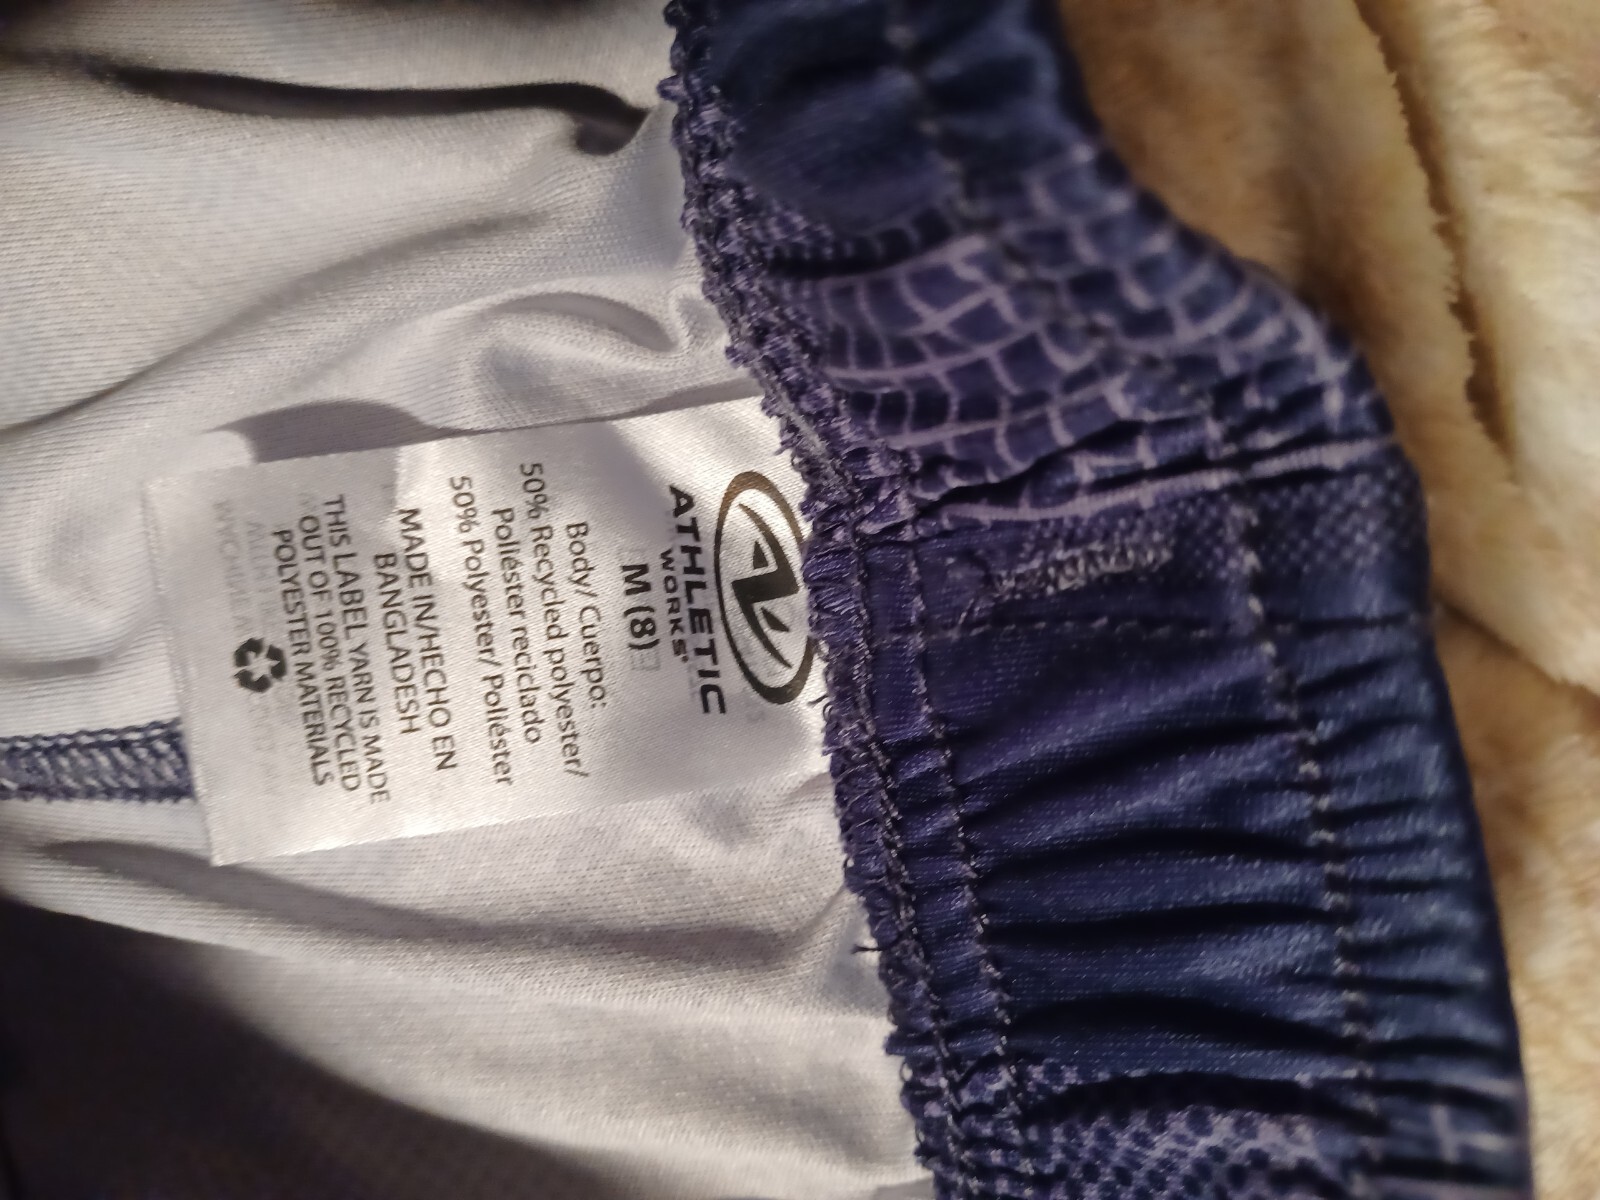 ATHLETIC
WORKS
M (8)
Body/ Cuerpo:
50% Recycled polyester/
Poliéster reciclado
50% Polyester/ Poliéster
MADE IN/HECHO EN
BANGLADESH
THIS LABEL YARN IS MADE
OUT OF 100% RECYCLED
POLYESTER MATERIALS